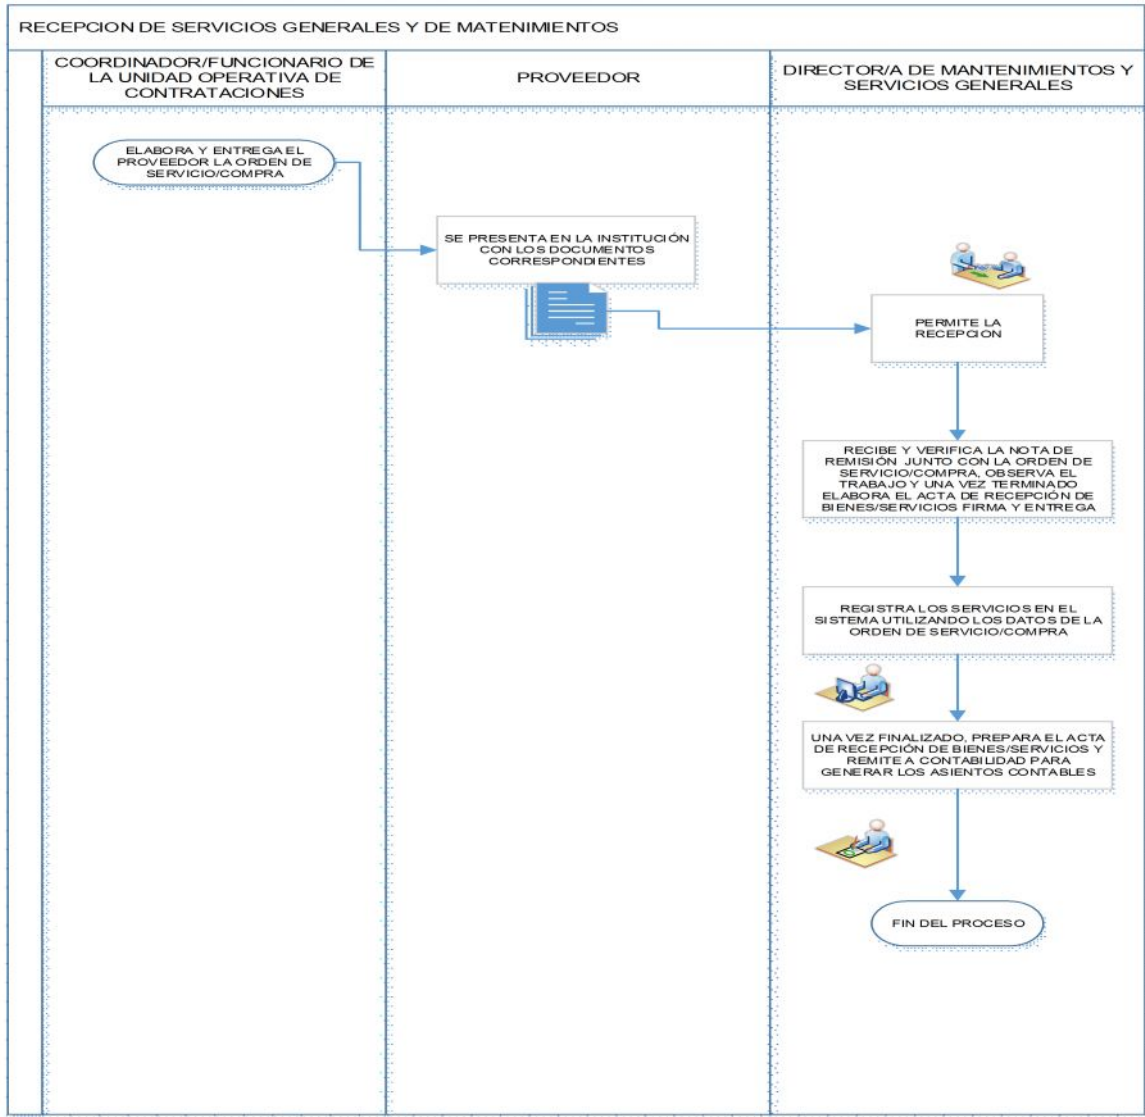 RECEPCION DE SERVICIOS GENERALES Y DE MATENIMIENTOS
COORDINADOR/FUNCIONARIO DE
LA UNIDAD OPERATIVA DE
CONTRATACIONES
PROVEEDOR
DIRECTOR/A DE MANTENIMIENTOS Y
SERVICIOS GENERALES
ELABORA Y ENTREGA EL
PROVEEDOR LA ORDEN DE
SERVICIO/COMPRA
SE PRESENTA EN LA INSTITUCIÓN
CON LOS DOCUMENTOS
CORRESPONDIENTES
PERMITE LA
RECEPCION
RECIBE Y VERIFICA LA NOTA DE
REMISIÓN JUNTO CON LA ORDEN DE
SERVICIO/COMPRA, OBSERVA EL
TRABAJO Y UNA VEZ TERMINADO
ELABORA EL ACTA DE RECEPCIÓN DE
BIENES/SERVICIOS FIRMA Y ENTREGA
REGISTRA LOS SERVICIOS EN EL
SISTEMA UTILIZANDO LOS DATOS DE LA
ORDEN DE SERVICIO/COMPRA
UNA VEZ FINALIZADO, PREPARA EL ACTA
DE RECEPCIÓN DE BIENES/SERVICIOS Y
REMITE A CONTABILIDAD PARA
GENERAR LOS ASIENTOS CONTABLES
FIN DEL PROCESO